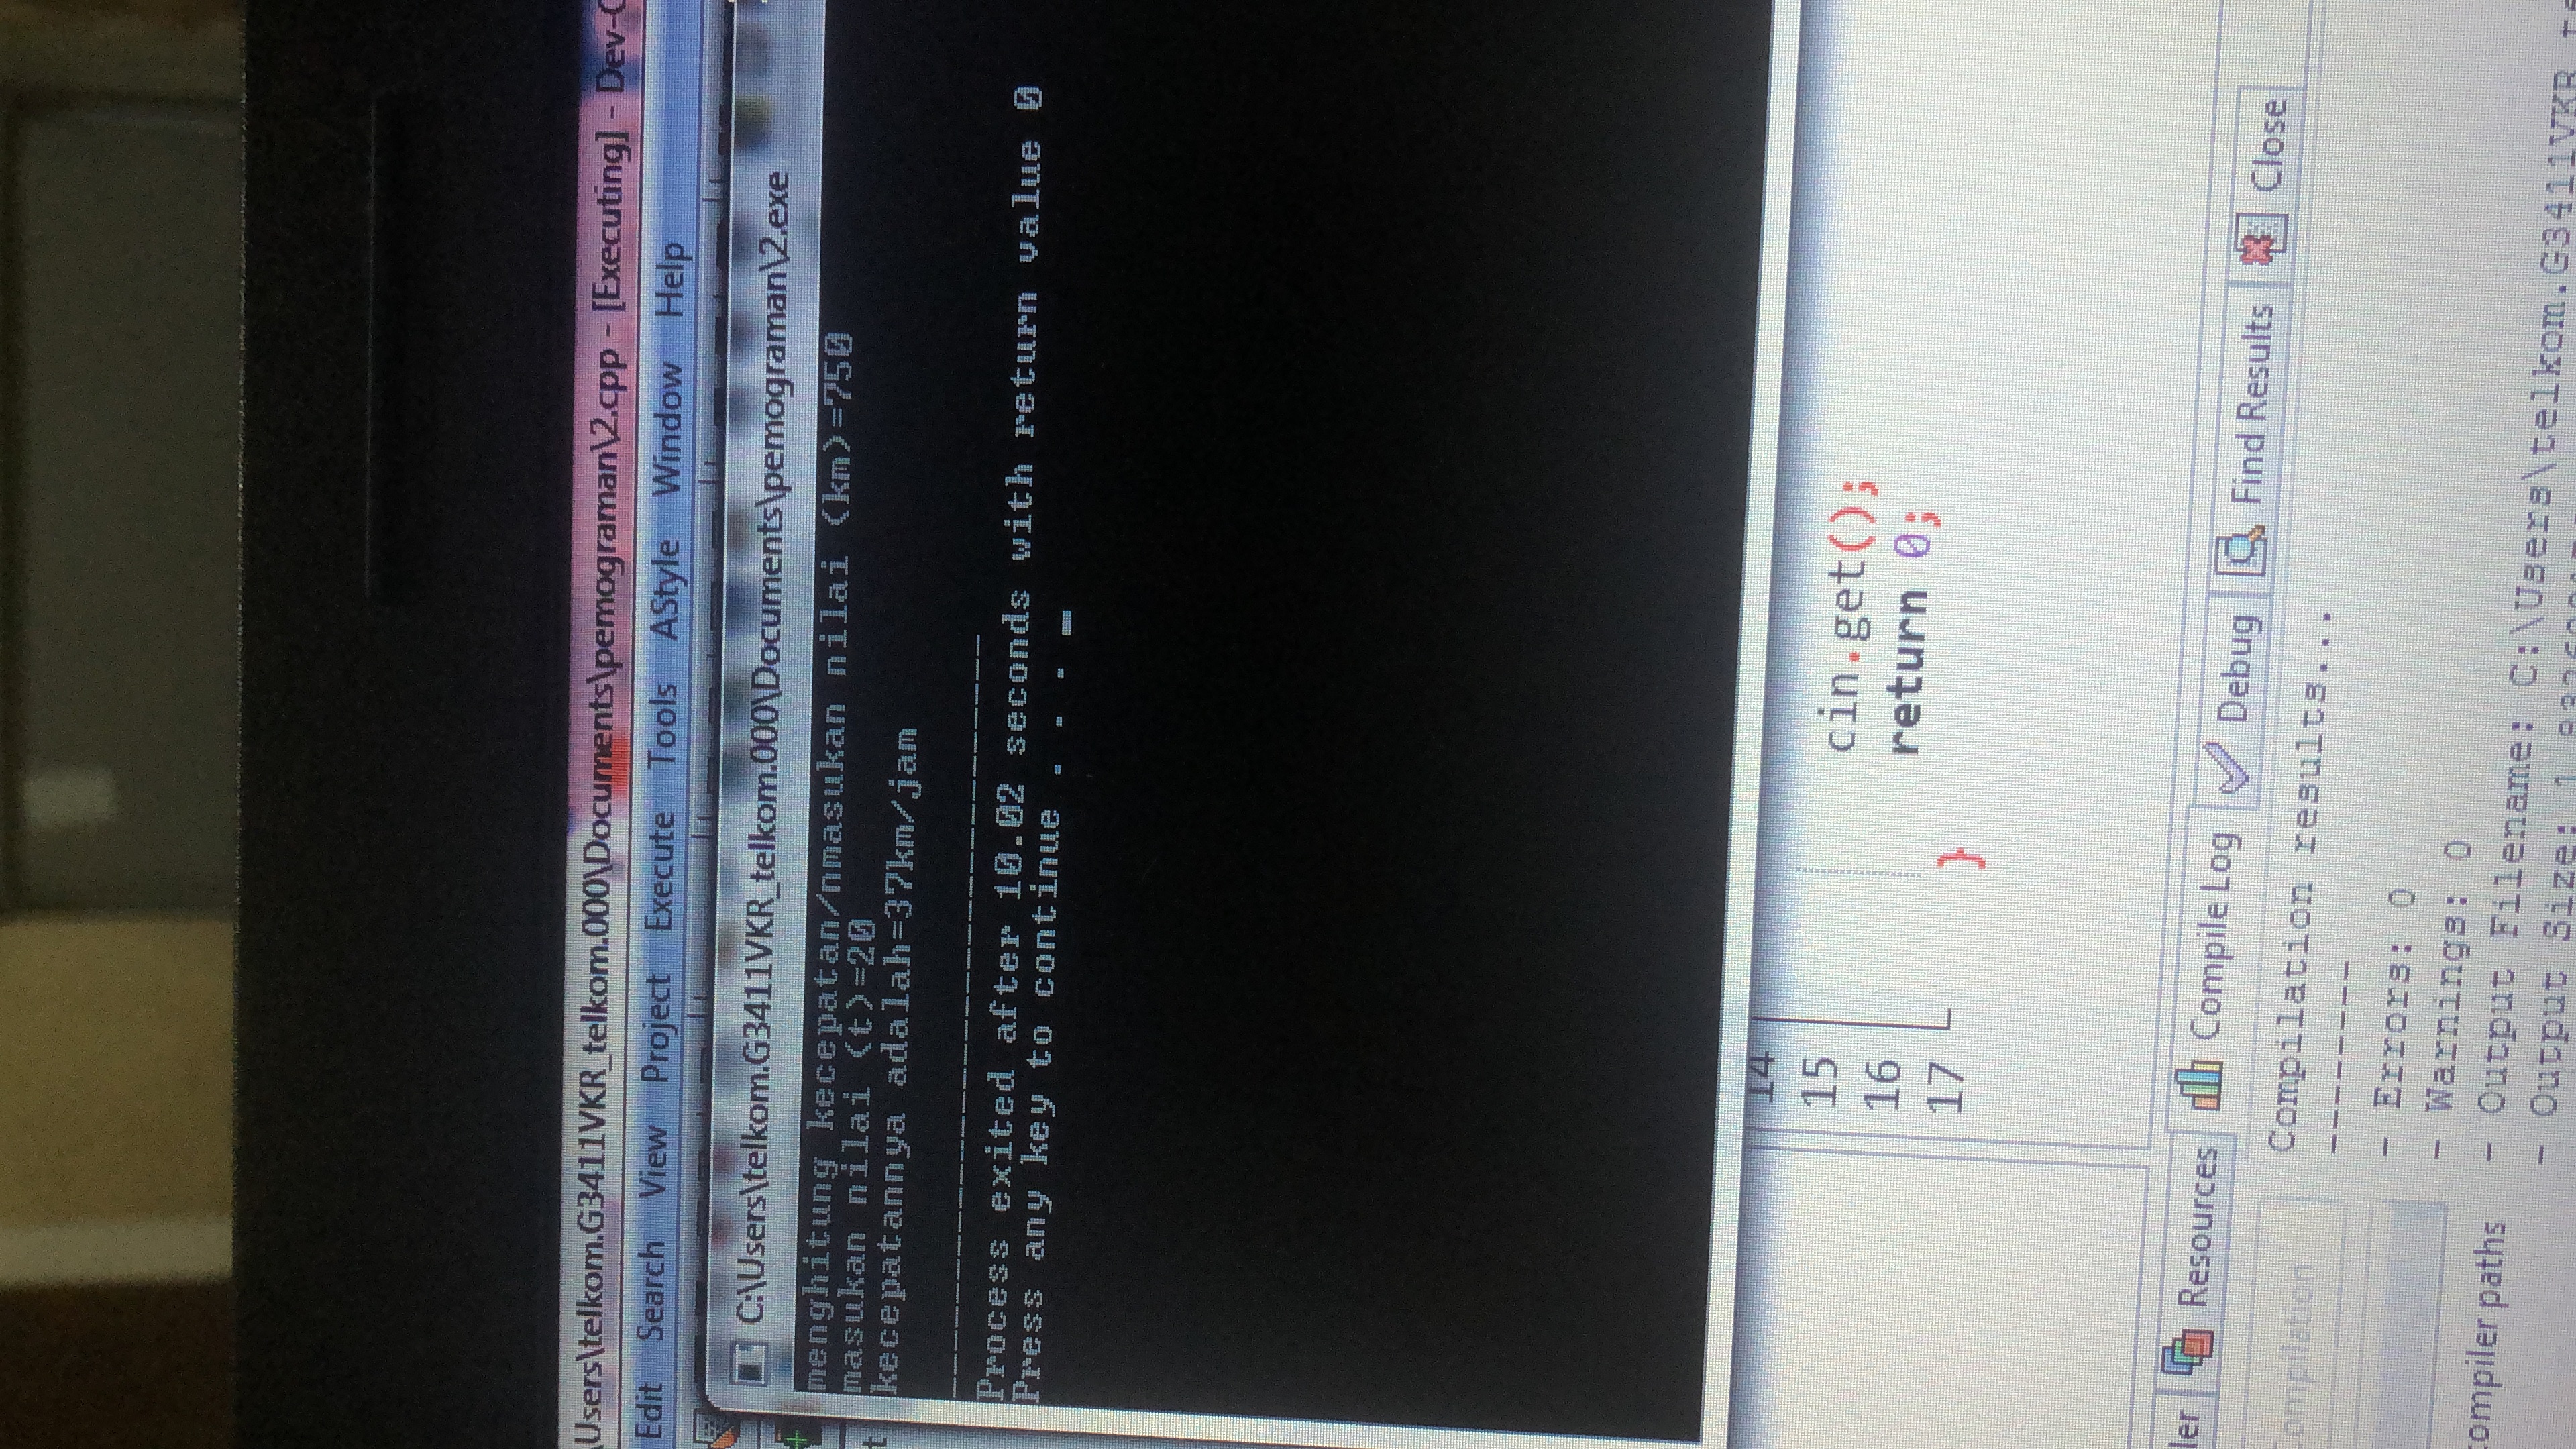 \Users\telkom.G3411VKR_telkom.000\Documents\pemograman\2.cpp - [Executing] - Dev-C
Edit Search View Project Execute Tools AStyle Window Help
C:\Users\telkom.G3411VKR_telkom.000\Documents\pemograman\2.exe
menghitung kecepatan/nmasukan nilai (km)=750
masukan nilai (t)=20
kecepatannya adalah=37km/jam
--------------------------------
Process exited after 10.02 seconds with return value 0
Press any key to continue . . . _
14
15 cin.get();
16 return 0;
17 }
ler Resources Compile Log Debug Find Results Close
Compilation results...
--------
- Errors: 0
- Warnings: 0
compiler paths
- Output Filename: C:\Users\telkom.G3411VKR
- Output Size: